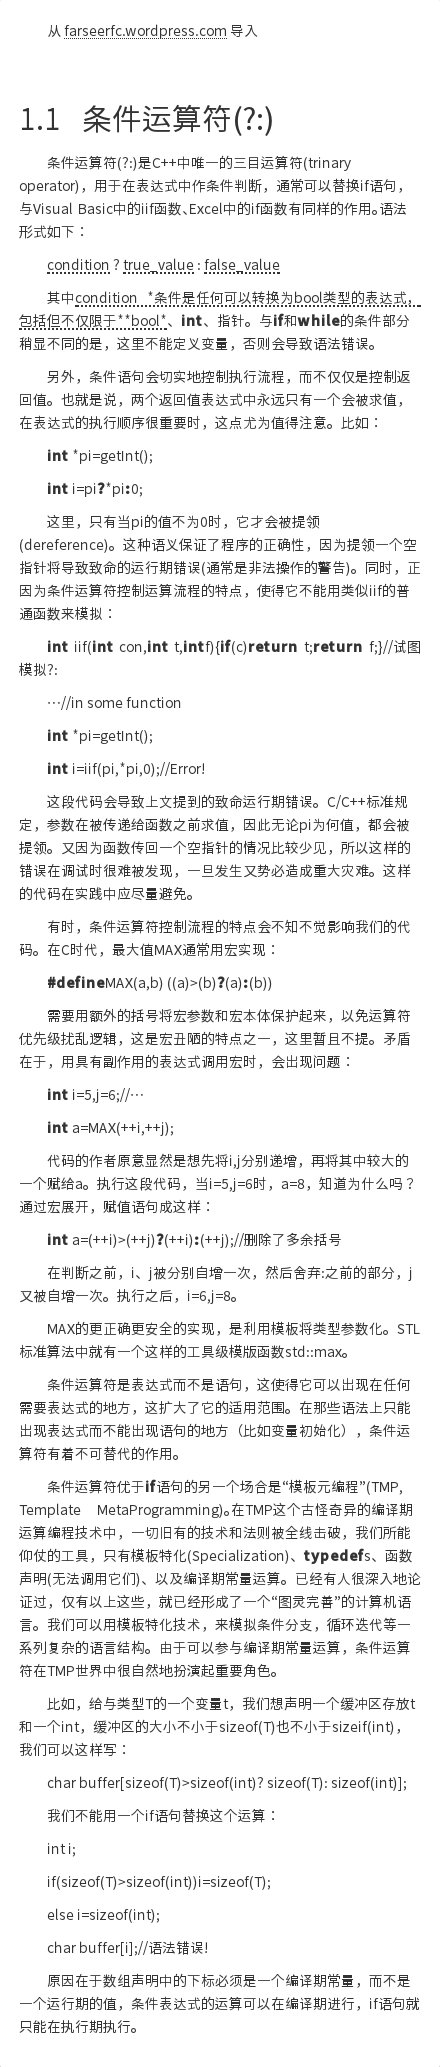 从 farseerfc.wordpress.com 导入
1.1 条件运算符(?:)
条件运算符(?:)是C++中唯一的三目运算符(trinary
operator)，用于在表达式中作条件判断，通常可以替换if语句，
与Visual Basic中的iif函数、Excel中的if函数有同样的作用。语法
形式如下：
condition ? true_value : false_value
其中condition *条件是任何可以转换为bool类型的表达式，
包括但不仅限于**bool*、int、指针。与if和while的条件部分
稍显不同的是，这里不能定义变量，否则会导致语法错误。
另外，条件语句会切实地控制执行流程，而不仅仅是控制返
回值。也就是说，两个返回值表达式中永远只有一个会被求值，
在表达式的执行顺序很重要时，这点尤为值得注意。比如：
int *pi=getInt();
int i=pi?*pi:0;
这里，只有当pi的值不为0时，它才会被提领
(dereference)。这种语义保证了程序的正确性，因为提领一个空
指针将导致致命的运行期错误(通常是非法操作的警告)。同时，正
因为条件运算符控制运算流程的特点，使得它不能用类似iif的普
通函数来模拟：
int iif(int con,int t,intf){if(c)return t;return f;}//试图
模拟?:
…//in some function
int *pi=getInt();
int i=iif(pi,*pi,0);//Error!
这段代码会导致上文提到的致命运行期错误。C/C++标准规
定，参数在被传递给函数之前求值，因此无论pi为何值，都会被
提领。又因为函数传回一个空指针的情况比较少见，所以这样的
错误在调试时很难被发现，一旦发生又势必造成重大灾难。这样
的代码在实践中应尽量避免。
有时，条件运算符控制流程的特点会不知不觉影响我们的代
码。在C时代，最大值MAX通常用宏实现：
#defineMAX(a,b) ((a)>(b)?(a):(b))
需要用额外的括号将宏参数和宏本体保护起来，以免运算符
优先级扰乱逻辑，这是宏丑陋的特点之一，这里暂且不提。矛盾
在于，用具有副作用的表达式调用宏时，会出现问题：
int i=5,j=6;//…
int a=MAX(++i,++j);
代码的作者原意显然是想先将i,j分别递增，再将其中较大的
一个赋给a。执行这段代码，当i=5,j=6时，a=8，知道为什么吗？
通过宏展开，赋值语句成这样：
int a=(++i)>(++j)?(++i):(++j);//删除了多余括号
在判断之前，i、j被分别自增一次，然后舍弃:之前的部分，j
又被自增一次。执行之后，i=6,j=8。
MAX的更正确更安全的实现，是利用模板将类型参数化。STL
标准算法中就有一个这样的工具级模版函数std::max。
条件运算符是表达式而不是语句，这使得它可以出现在任何
需要表达式的地方，这扩大了它的适用范围。在那些语法上只能
出现表达式而不能出现语句的地方（比如变量初始化），条件运
算符有着不可替代的作用。
条件运算符优于if语句的另一个场合是“模板元编程”(TMP,
Template MetaProgramming)。在TMP这个古怪奇异的编译期
运算编程技术中，一切旧有的技术和法则被全线击破，我们所能
仰仗的工具，只有模板特化(Specialization)、typedefs、函数
声明(无法调用它们)、以及编译期常量运算。已经有人很深入地论
证过，仅有以上这些，就已经形成了一个“图灵完善”的计算机语
言。我们可以用模板特化技术，来模拟条件分支，循环迭代等一
系列复杂的语言结构。由于可以参与编译期常量运算，条件运算
符在TMP世界中很自然地扮演起重要角色。
比如，给与类型T的一个变量t，我们想声明一个缓冲区存放t
和一个int，缓冲区的大小不小于sizeof(T)也不小于sizeif(int)，
我们可以这样写：
char buffer[sizeof(T)>sizeof(int)? sizeof(T): sizeof(int)];
我们不能用一个if语句替换这个运算：
int i;
if(sizeof(T)>sizeof(int))i=sizeof(T);
else i=sizeof(int);
char buffer[i];//语法错误!
原因在于数组声明中的下标必须是一个编译期常量，而不是
一个运行期的值，条件表达式的运算可以在编译期进行，if语句就
只能在执行期执行。